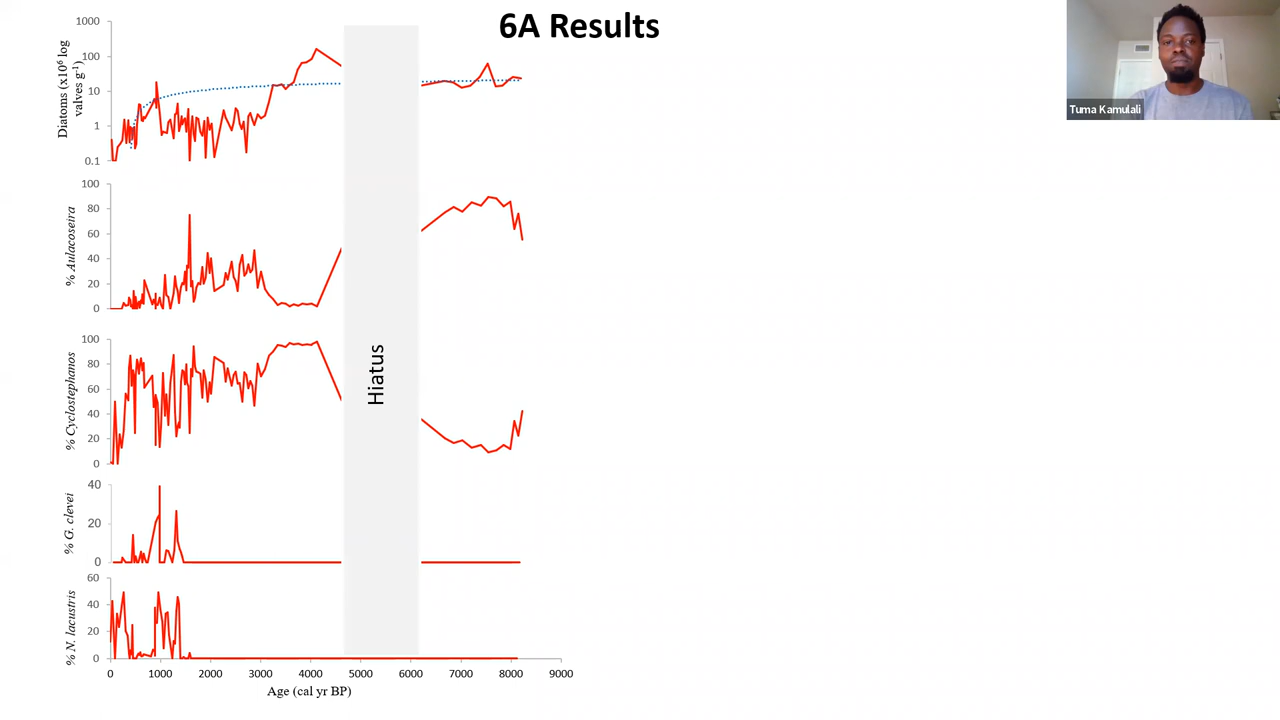 6A Results
Tuma Kamulali
Diatoms (x10⁶ log
valves g⁻¹)
1000
100
10
1
0.1
% Aulacoseira
100
80
60
40
20
0
% Cyclostephanos
100
80
60
40
20
0
% G. clevei
40
20
0
% N. lacustris
60
40
20
0
Hiatus
0 1000 2000 3000 4000 5000 6000 7000 8000 9000
Age (cal yr BP)